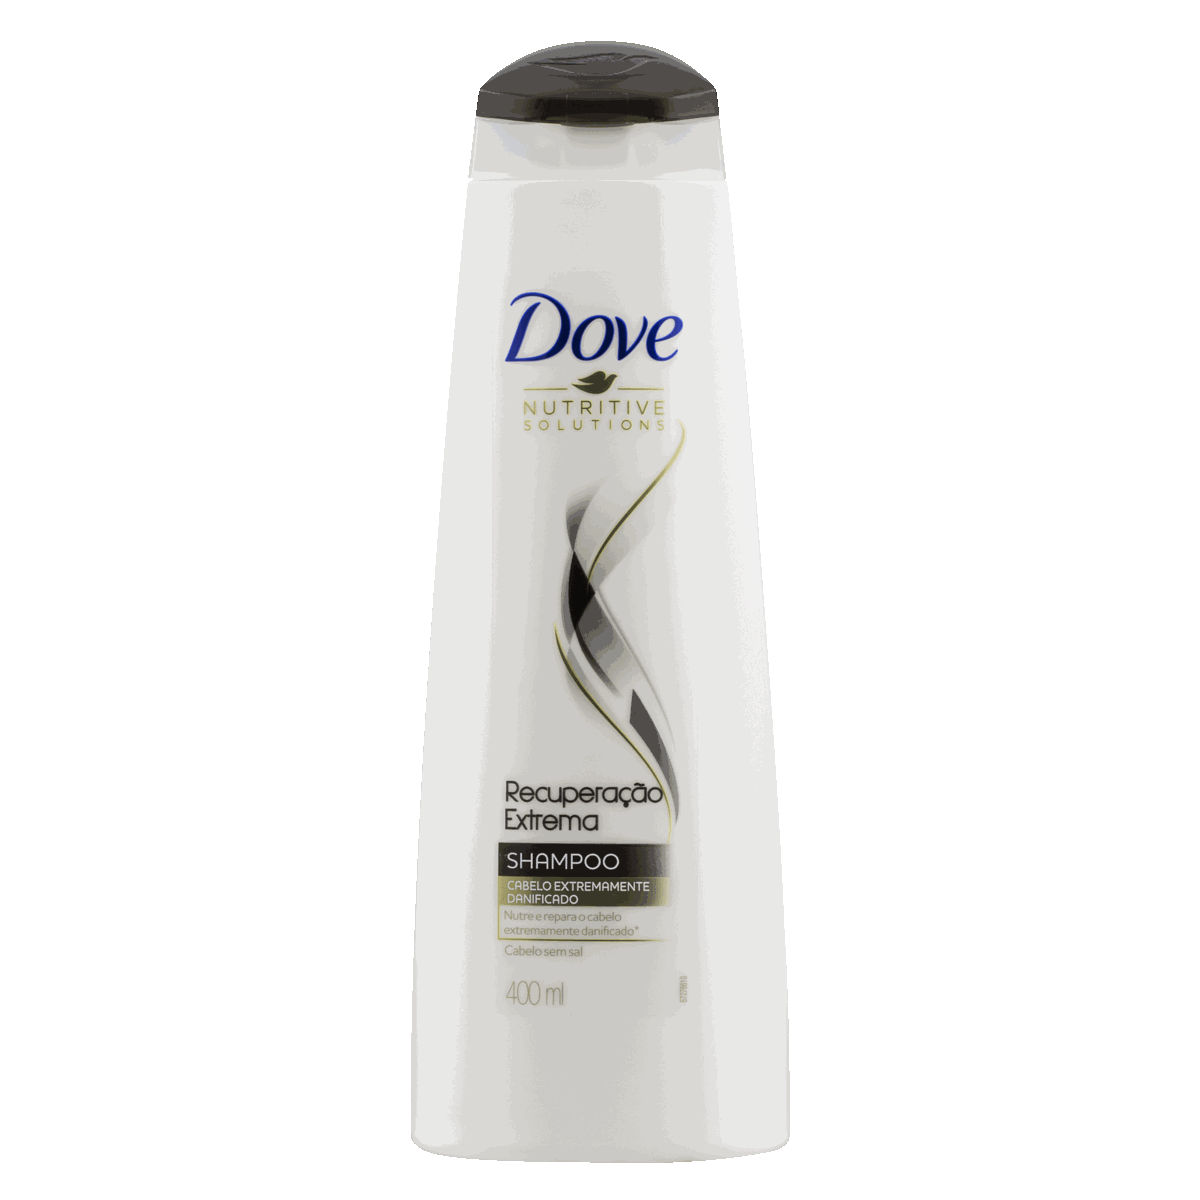 Dove
NUTRITIVE
SOLUTIONS
Recuperação
Extrema
SHAMPOO
CABELO EXTREMAMENTE
DANIFICADO
Nutre e repara o cabelo
extremamente danificado*
Cabelo sem sal
400 ml